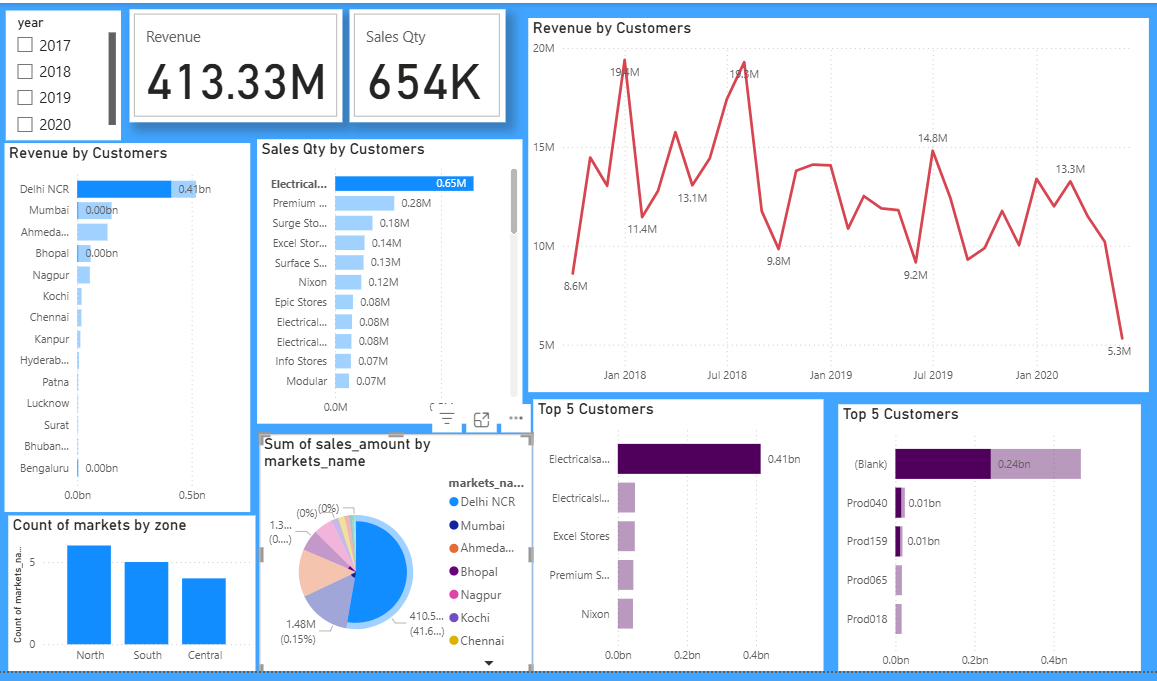 year
2017
2018
2019
2020
Revenue
413.33M
Sales Qty
654K
Revenue by Customers
20M
15M
10M
5M
19.4M
19.3M
14.8M
13.3M
13.1M
11.4M
9.8M
9.2M
8.6M
5.3M
Jan 2018
Jul 2018
Jan 2019
Jul 2019
Jan 2020
Revenue by Customers
Delhi NCR 0.41bn
Mumbai 0.00bn
Ahmeda...
Bhopal 0.00bn
Nagpur
Kochi
Chennai
Kanpur
Hyderab...
Patna
Lucknow
Surat
Bhuban...
Bengaluru 0.00bn
0.0bn 0.5bn
Sales Qty by Customers
Electrical... 0.65M
Premium ... 0.28M
Surge Sto... 0.18M
Excel Stor... 0.14M
Surface S... 0.13M
Nixon 0.12M
Epic Stores 0.08M
Electrical... 0.08M
Electrical... 0.08M
Info Stores 0.07M
Modular 0.07M
0.0M
Count of markets by zone
Count of markets_na...
5
0
North South Central
Sum of sales_amount by
markets_name
(0%) (0%)
1.3...
(0....)
1.48M
(0.15%)
410.5...
(41.6...)
markets_na...
Delhi NCR
Mumbai
Ahmeda...
Bhopal
Nagpur
Kochi
Chennai
Top 5 Customers
Electricalsa... 0.41bn
Electricalsl...
Excel Stores
Premium S...
Nixon
0.0bn 0.2bn 0.4bn
Top 5 Customers
(Blank) 0.24bn
Prod040 0.01bn
Prod159 0.01bn
Prod065
Prod018
0.0bn 0.2bn 0.4bn